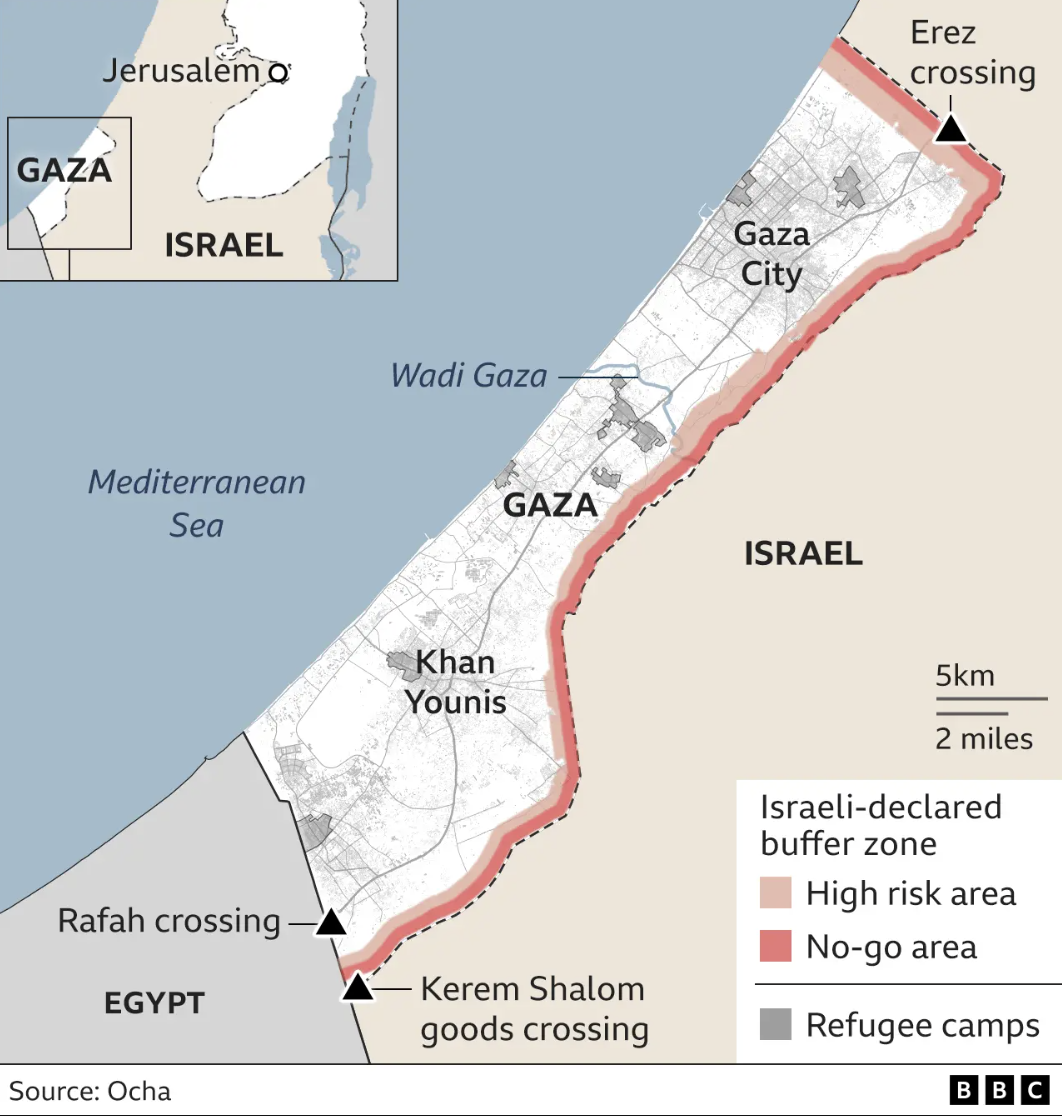 Jerusalem
GAZA
ISRAEL
Erez
crossing
Gaza
City
Wadi Gaza
Mediterranean
Sea
GAZA
ISRAEL
Khan
Younis
5km
2 miles
Rafah crossing
EGYPT
Kerem Shalom
goods crossing
Israeli-declared
buffer zone
High risk area
No-go area
Refugee camps
Source: Ocha
BBC